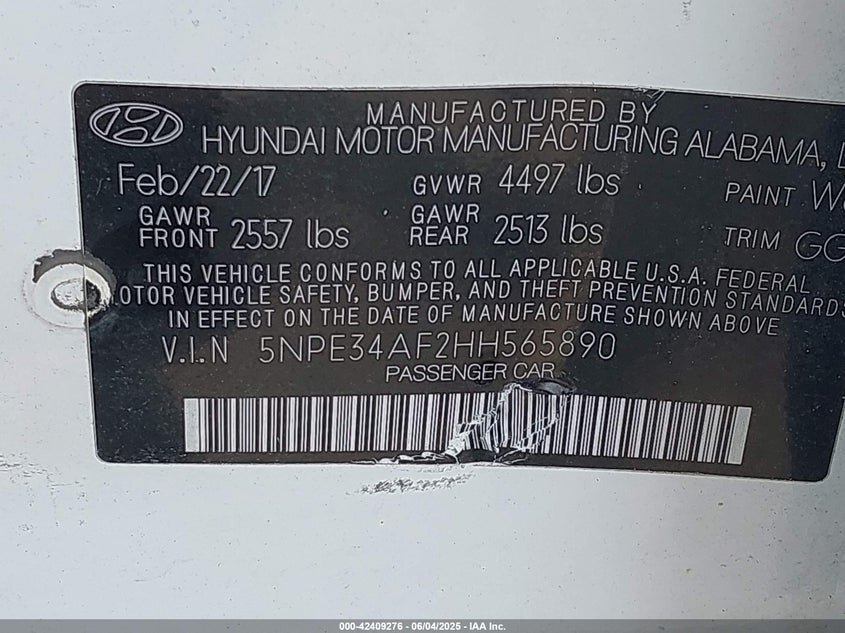 MANUFACTURED BY
HYUNDAI MOTOR MANUFACTURING ALABAMA,
Feb/22/17 GVWR 4497 lbs PAINT
GAWR FRONT 2557 lbs GAWR REAR 2513 lbs TRIM
THIS VEHICLE CONFORMS TO ALL APPLICABLE U.S.A. FEDERAL
MOTOR VEHICLE SAFETY, BUMPER, AND THEFT PREVENTION STANDARDS
IN EFFECT ON THE DATE OF MANUFACTURE SHOWN ABOVE
V.I.N 5NPE34AF2HH565890
PASSENGER CAR
000-42409276 - 06/04/2025 - IAA Inc.